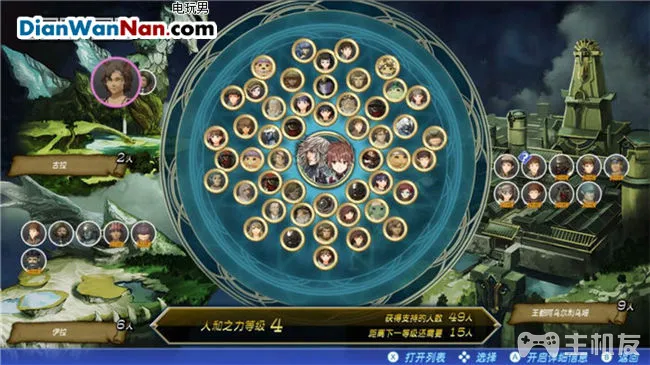 电玩男
DianWanNan.com
古拉 2人
伊拉 6人
王都阿乌尔利乌姆 9人
?
人和之力等级 4
获得支持的人数 49人
距离下一等级还需要 15人
X 打开列表 选择 A 开启详细信息 B 返回
主机友